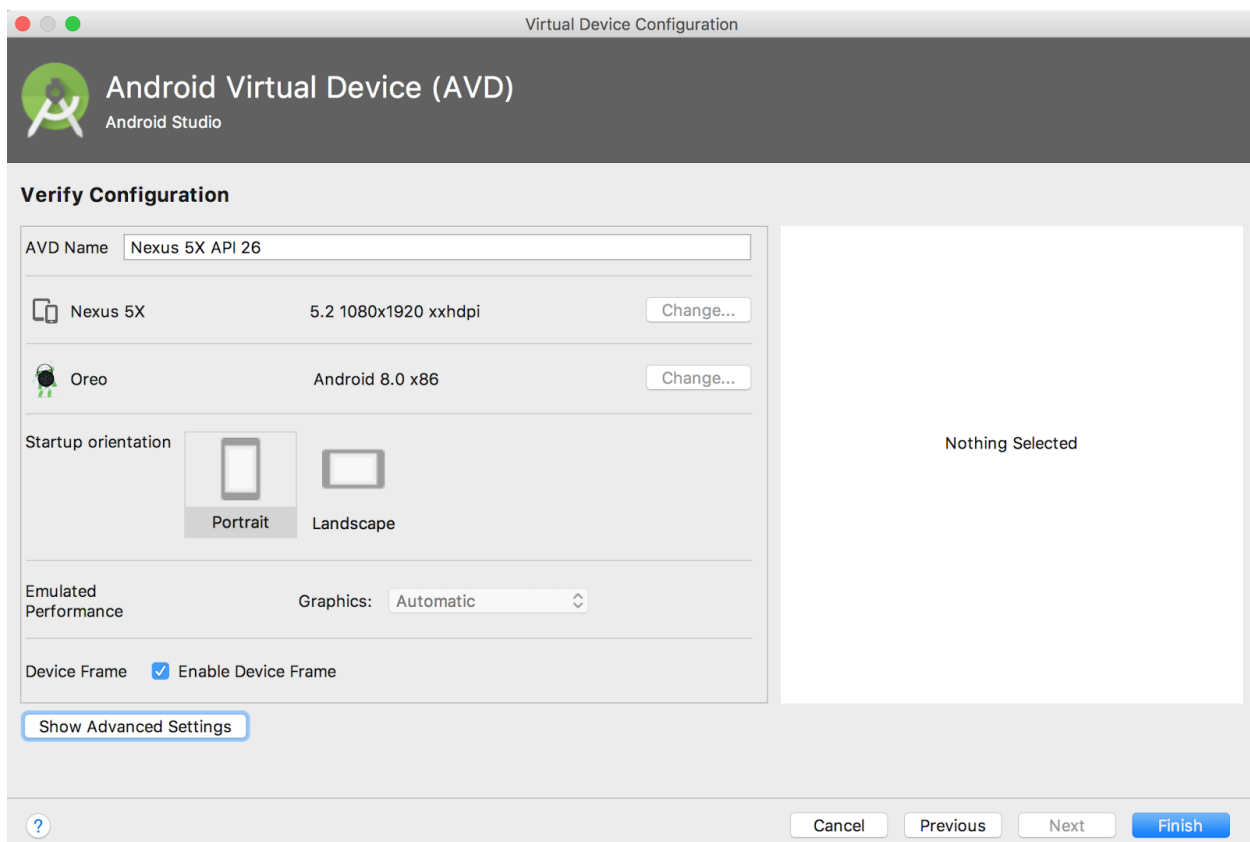 Virtual Device Configuration
Android Virtual Device (AVD)
Android Studio
Verify Configuration
AVD Name Nexus 5X API 26
Nexus 5X 5.2 1080x1920 xxhdpi Change...
Oreo Android 8.0 x86 Change...
Startup orientation
Portrait Landscape
Nothing Selected
Emulated
Performance
Graphics: Automatic
Device Frame Enable Device Frame
Show Advanced Settings
? Cancel Previous Next Finish